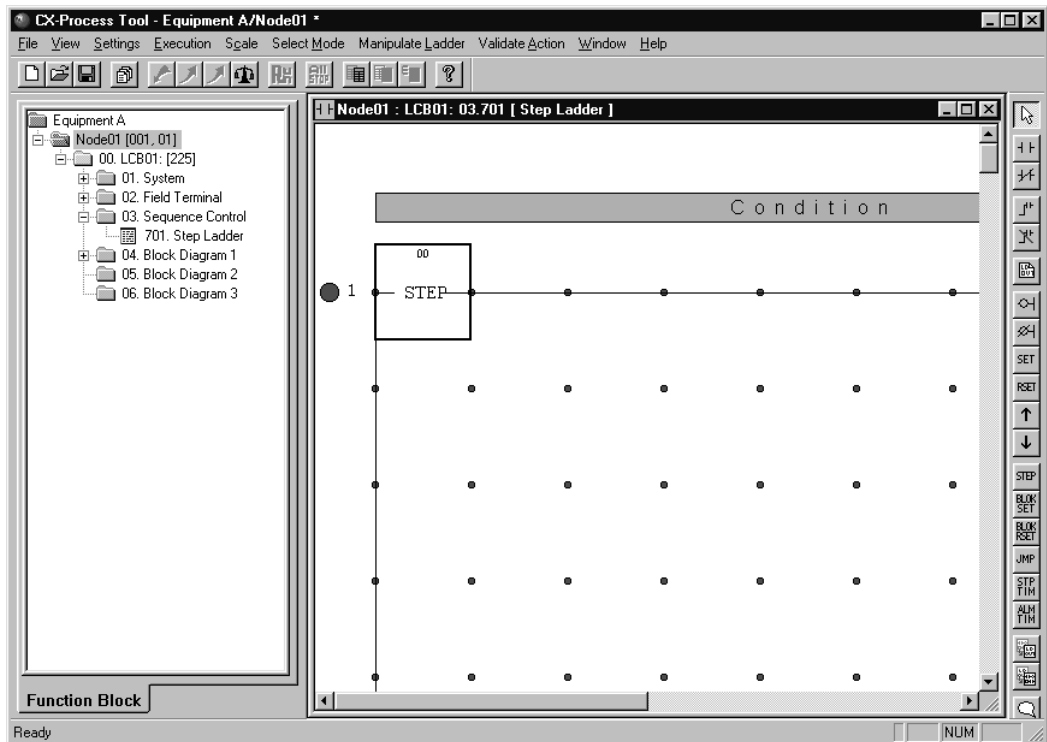 CX-Process Tool - Equipment A/Node01 *
File View Settings Execution Scale Select Mode Manipulate Ladder Validate Action Window Help
ALL STOP
Equipment A
Node01 [001, 01]
00. LCB01: [225]
01. System
02. Field Terminal
03. Sequence Control
701. Step Ladder
04. Block Diagram 1
05. Block Diagram 2
06. Block Diagram 3
Function Block
Node01 : LCB01: 03.701 [ Step Ladder ]
Condition
00
1 STEP
SET
RSET
STEP
BLOK SET
BLOK RSET
JMP
STP TIM
ALM TIM
Ready
NUM